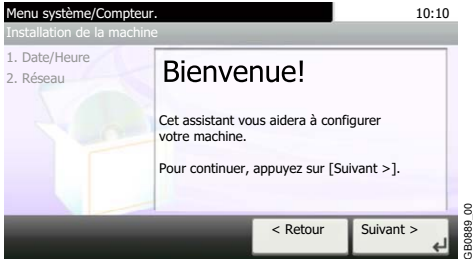 Menu système/Compteur.
10:10
Installation de la machine
1. Date/Heure
2. Réseau
Bienvenue!
Cet assistant vous aidera à configurer
votre machine.
Pour continuer, appuyez sur [Suivant >].
< Retour
Suivant >
GB0889_00